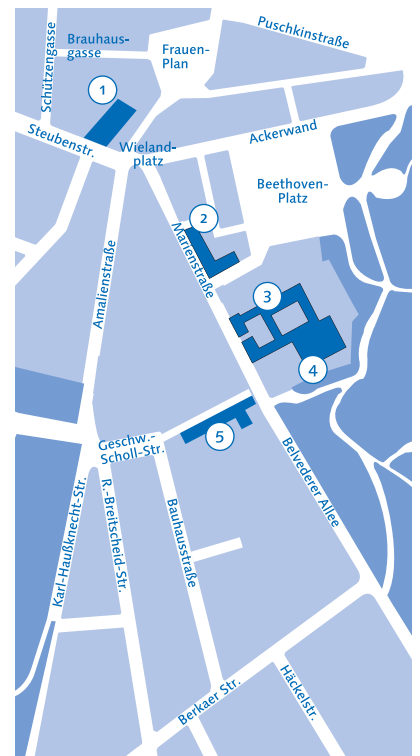 Schützengasse
Brauhaus-
gasse
Frauen-
Plan
Puschkinstraße
1
Steubenstr.
Wieland-
platz
Ackerwand
Beethoven-
Platz
2
Marienstraße
Amalienstraße
3
4
Geschw.-
Scholl-Str.
5
Belvederer Allee
Karl-Haußknecht-Str.
R.-Breitscheid-Str.
Bauhausstraße
Berkaer Str.
Häckelstr.